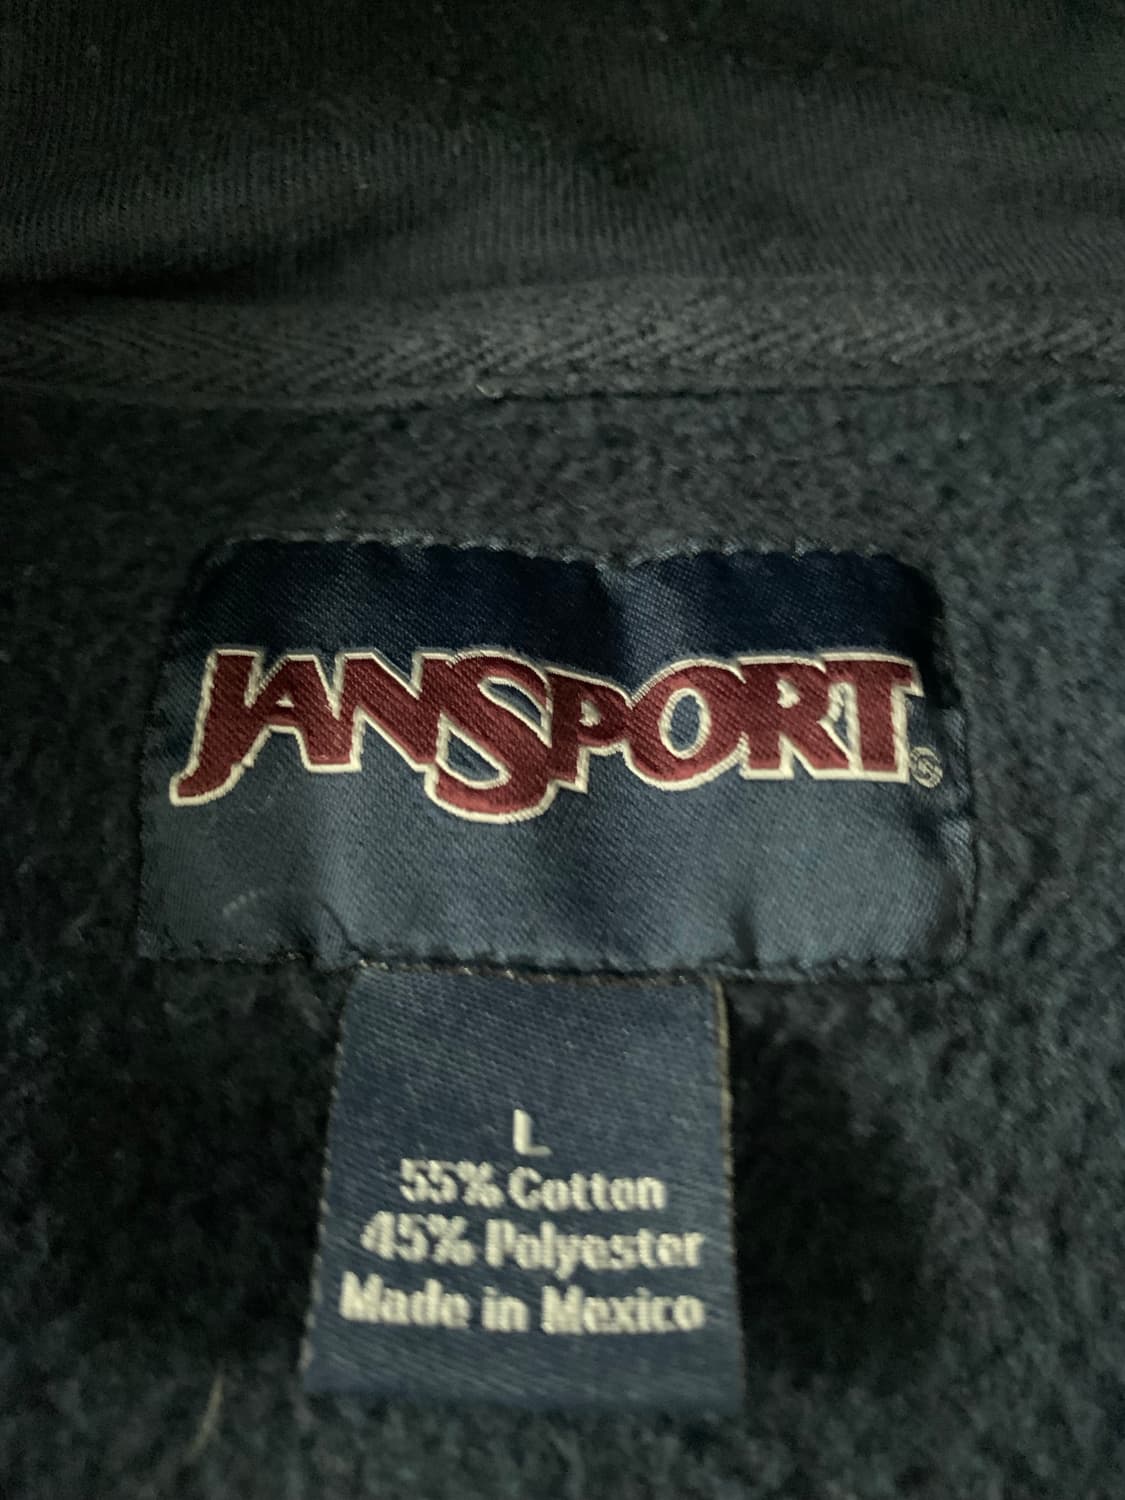 JANSPORT®
L
55% Cotton
45% Polyester
Made in Mexico